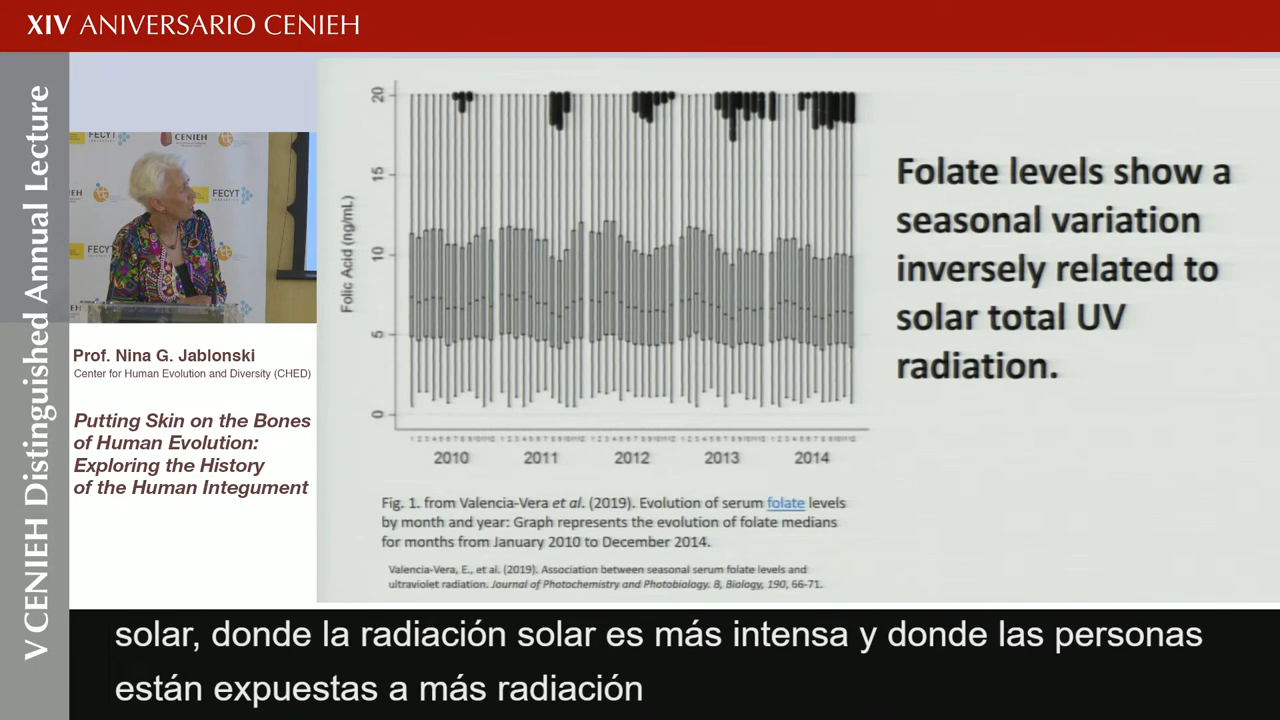 XIV ANIVERSARIO CENIEH
V CENIEH Distinguished Annual Lecture
FECYT
CENIEH
FECYT
FECYT
FECYT
Prof. Nina G. Jablonski
Center for Human Evolution and Diversity (CHED)
Putting Skin on the Bones
of Human Evolution:
Exploring the History
of the Human Integument
Folic Acid (ng/mL)
20
15
10
5
0
2010 2011 2012 2013 2014
Fig. 1. from Valencia-Vera et al. (2019). Evolution of serum folate levels
by month and year: Graph represents the evolution of folate medians
for months from January 2010 to December 2014.
Valencia-Vera, E., et al. (2019). Association between seasonal serum folate levels and
ultraviolet radiation. Journal of Photochemistry and Photobiology. B, Biology, 190, 66-71.
Folate levels show a
seasonal variation
inversely related to
solar total UV
radiation.
solar, donde la radiación solar es más intensa y donde las personas
están expuestas a más radiación